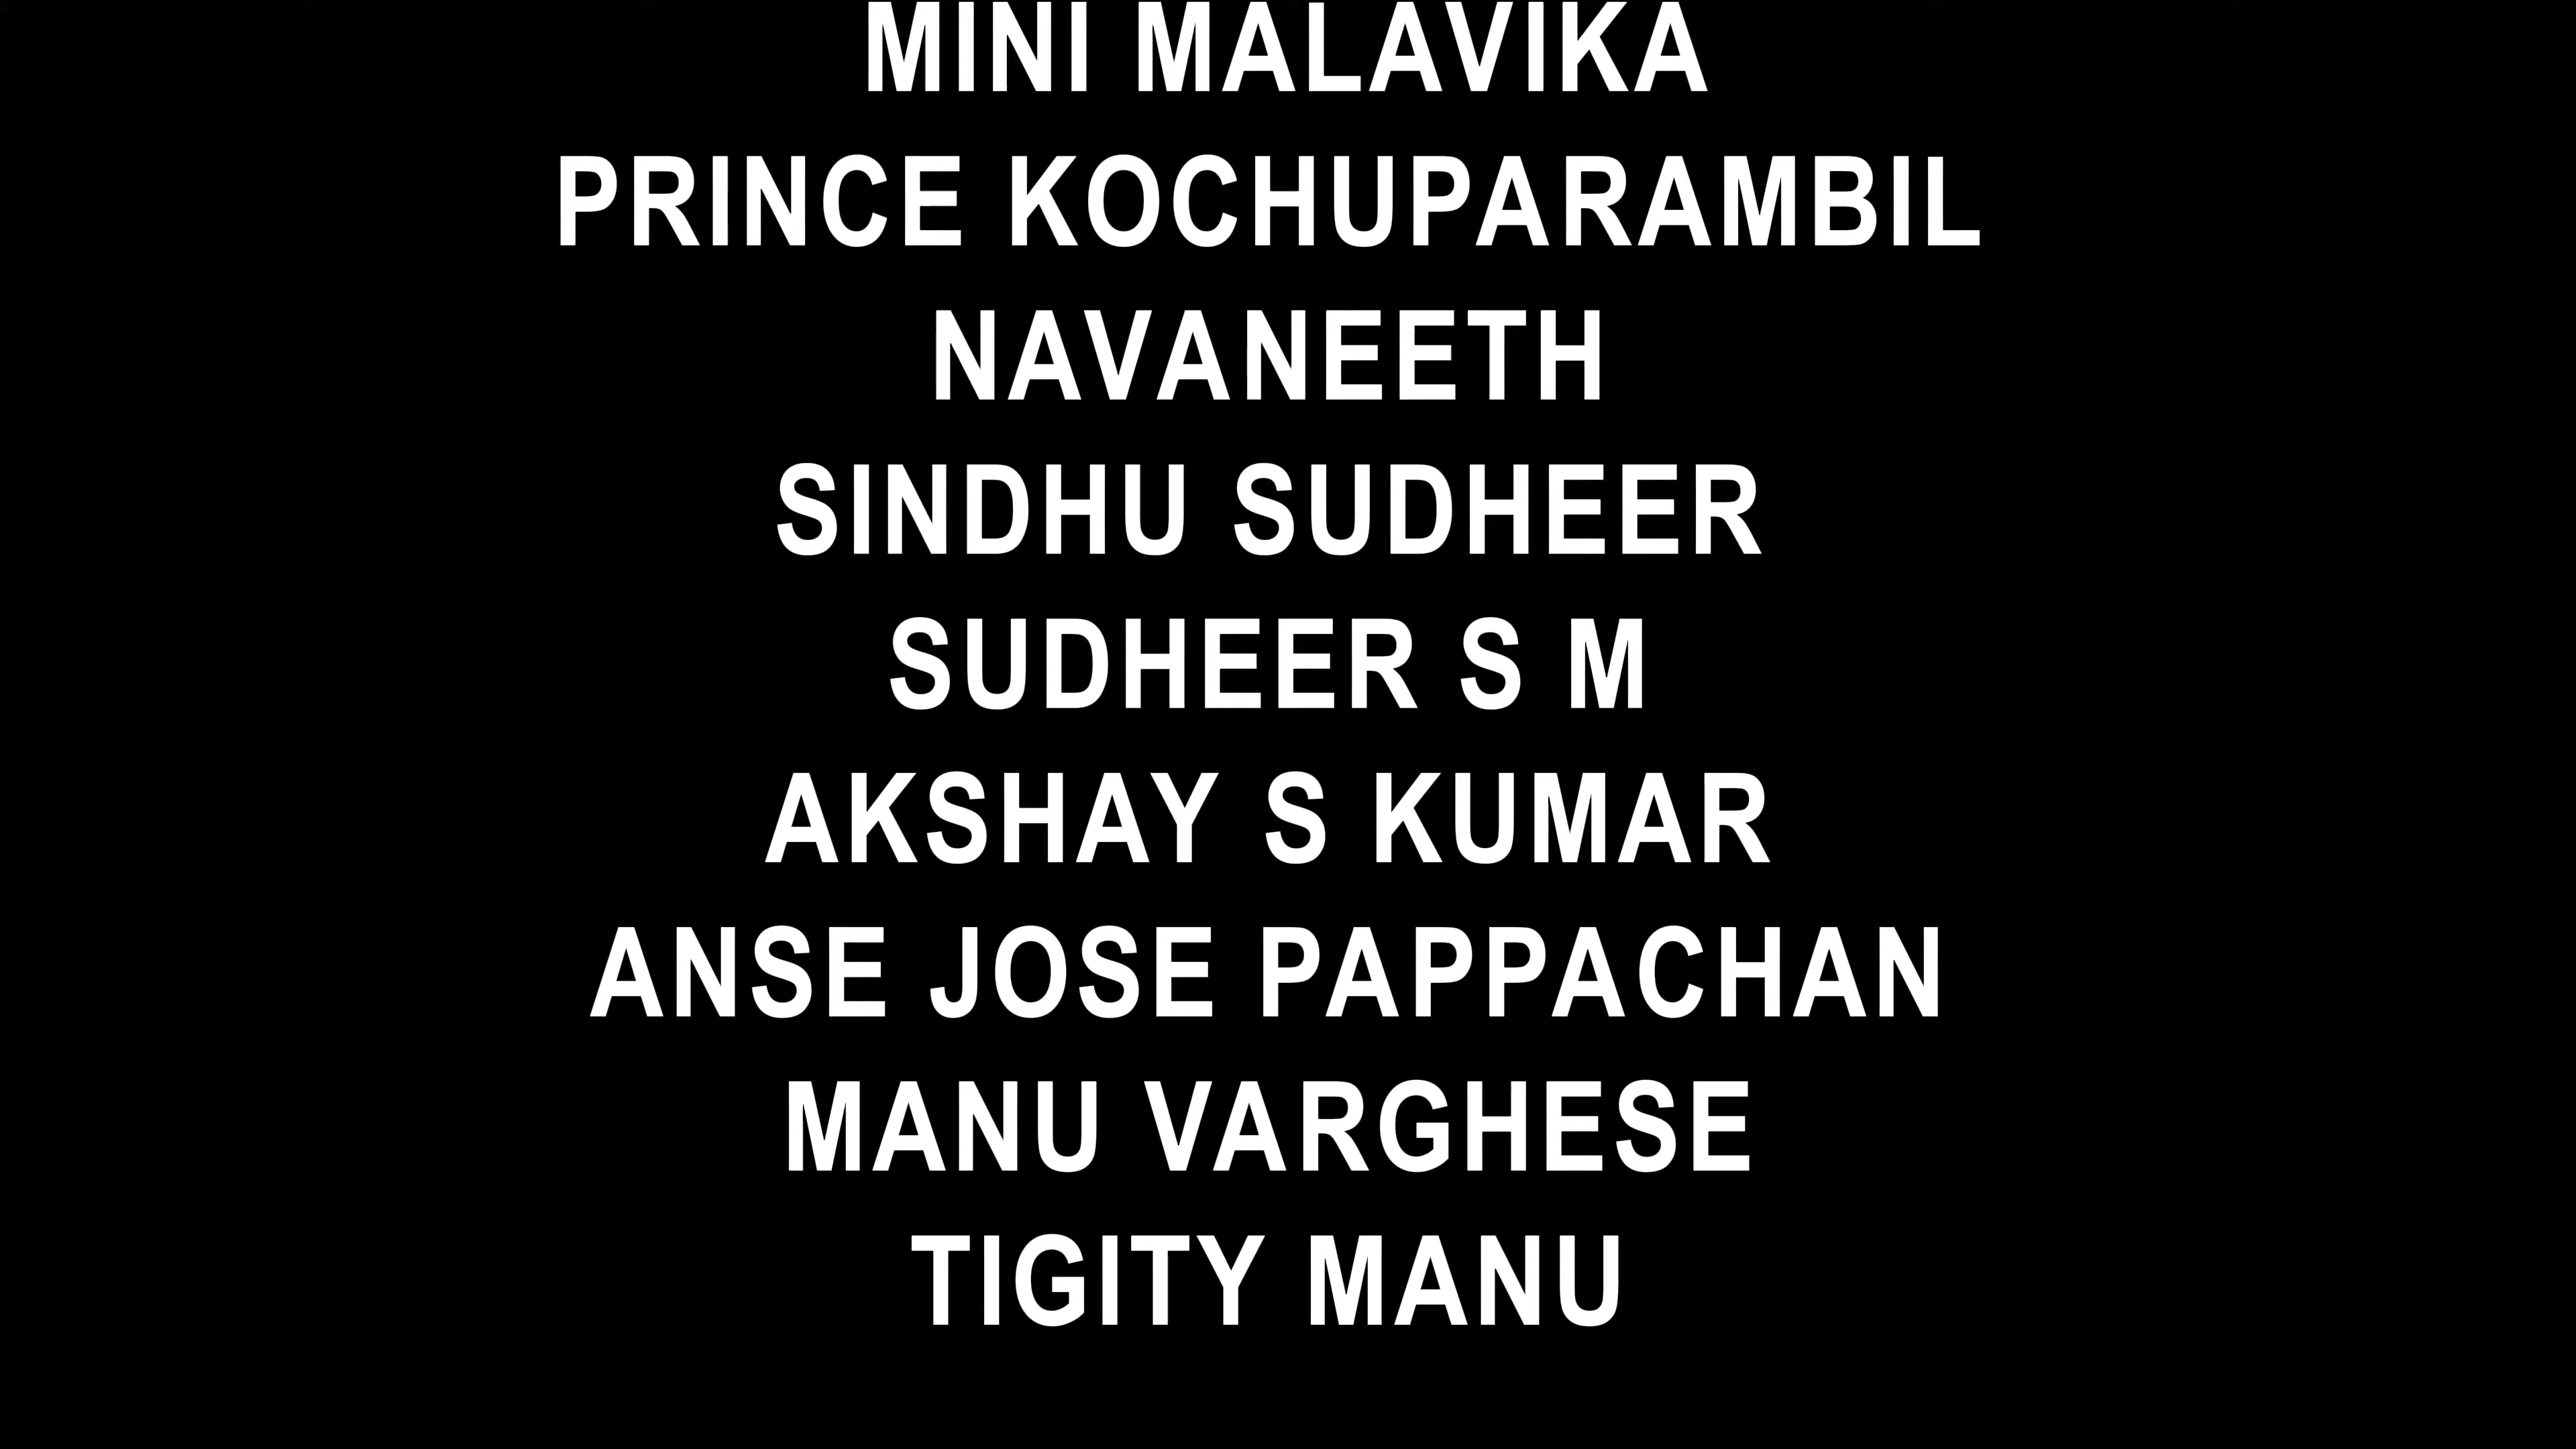 MINI MALAVIKA
PRINCE KOCHUPARAMBIL
NAVANEETH
SINDHU SUDHEER
SUDHEER S M
AKSHAY S KUMAR
ANSE JOSE PAPPACHAN
MANU VARGHESE
TIGITY MANU